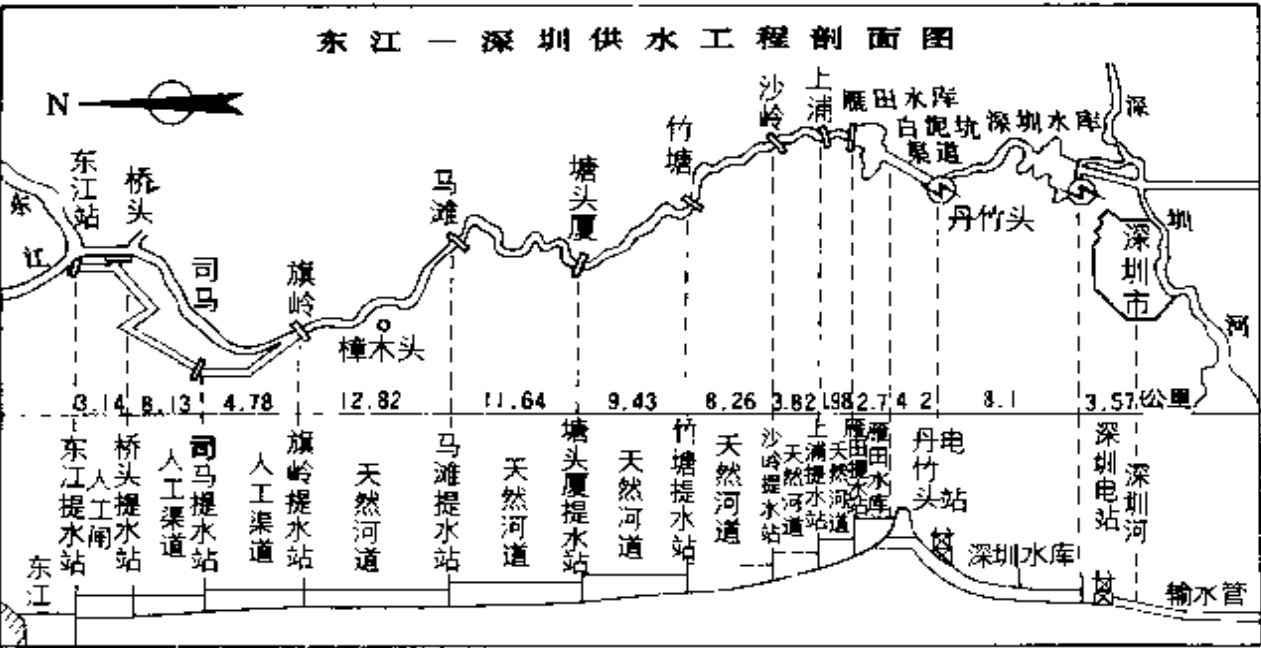 东江一深圳供水工程剖面图
N
东江站
桥头
司马
旗岭
马滩
塘头厦
竹塘
沙岭
上浦
雁田水库
白泥坑
渠道
深圳水库
深
圳
河
东
江
樟木头
丹竹头
深圳市
3.14 8.13 4.78 12.82 11.64 9.43 8.26 3.82 1.98 2.7 4 2 8.1 3.57 公里
东江提水站
人工闸
桥头提水站
人工渠道
司马提水站
人工渠道
旗岭提水站
天然河道
马滩提水站
天然河道
塘头厦提水站
天然河道
竹塘提水站
天然河道
沙岭提水站
天然河道
上浦提水站
天然河道
雁田提水站
雁田水库
丹竹头
电站
深圳水库
深圳电站
深圳河
东江
输水管